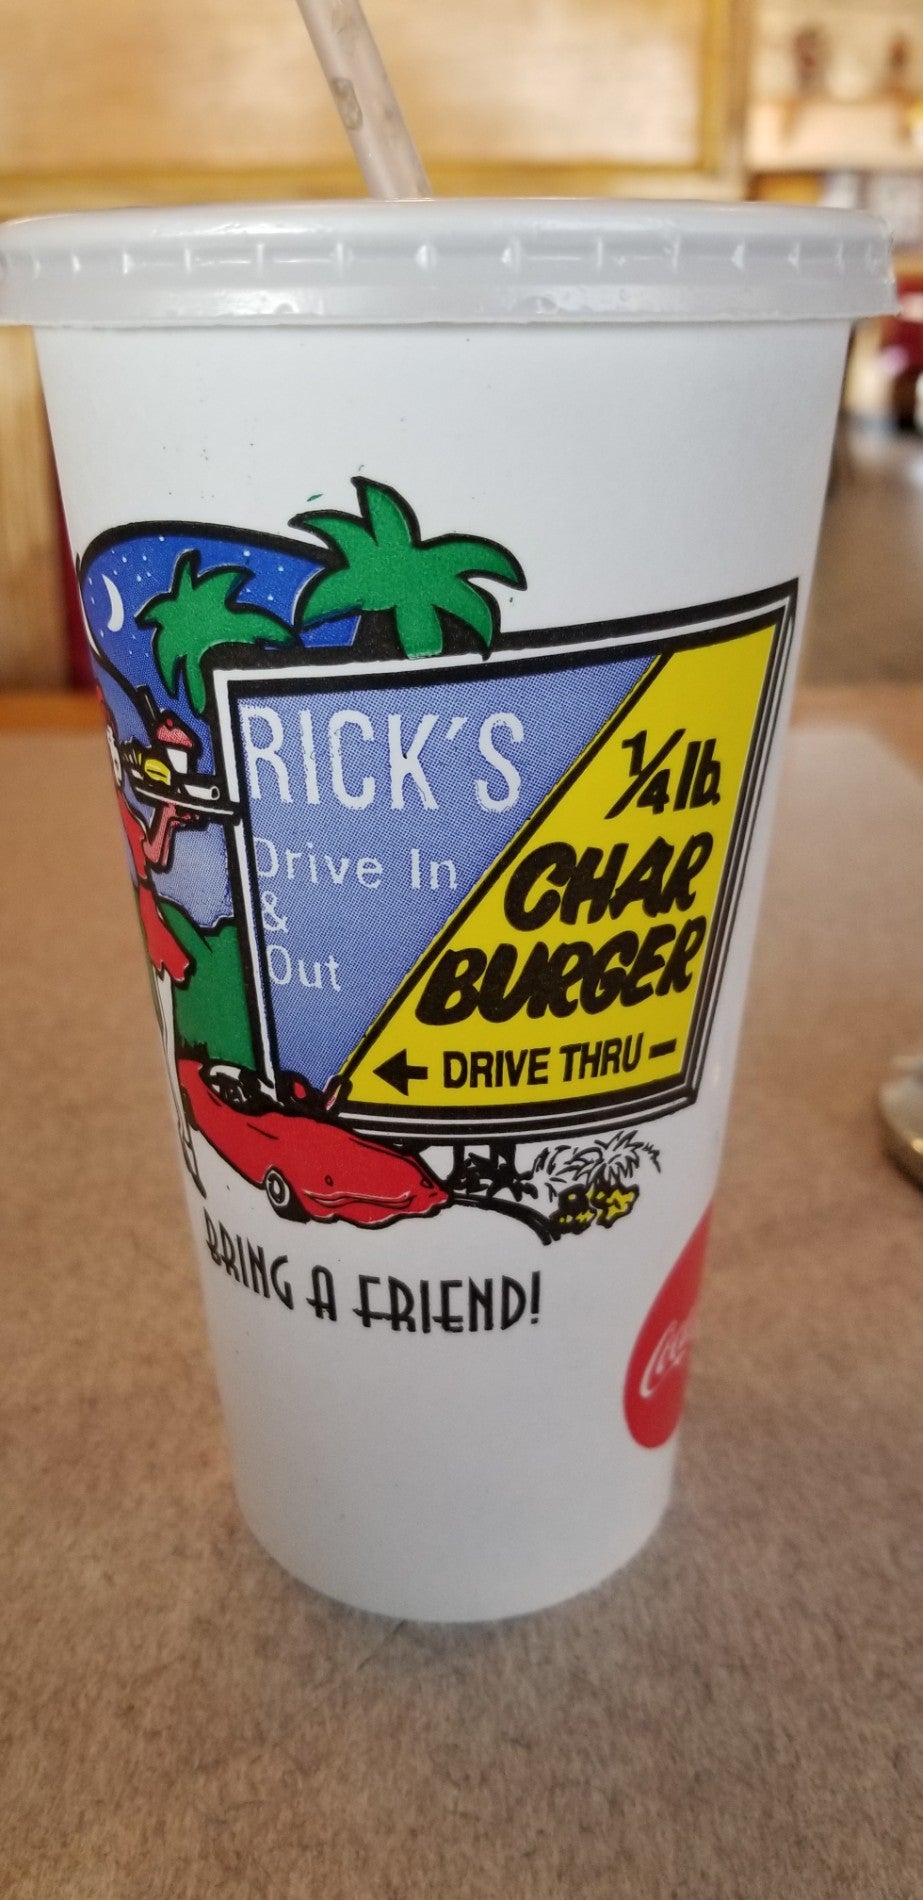 RICK'S
Drive In
&
Out
1/4 lb.
CHAR
BURGER
← DRIVE THRU
BRING A FRIEND!